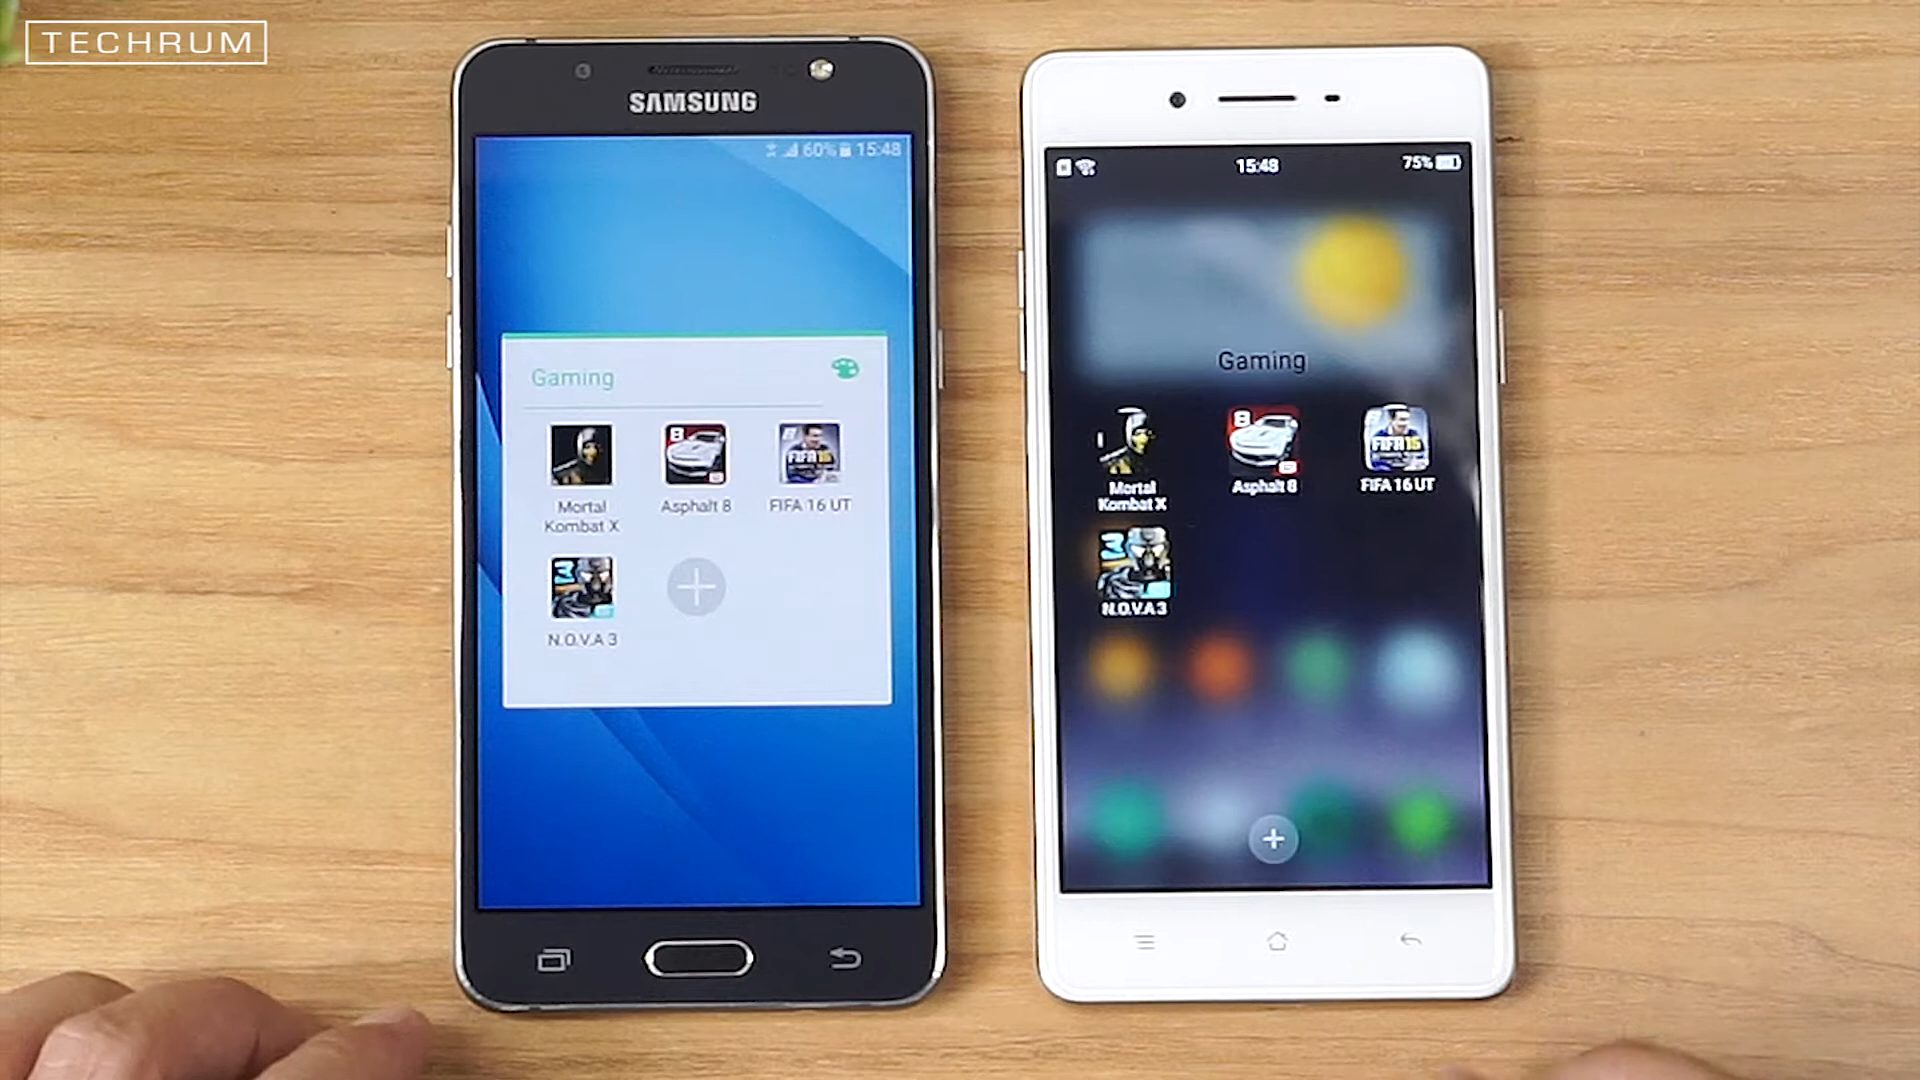 TECHRUM
SAMSUNG
60% 15:48
Gaming
Mortal
Kombat X
Asphalt 8
FIFA 16 UT
N.O.V.A 3
15:48
75%
Gaming
Mortal
Kombat X
Asphalt 8
FIFA 16 UT
N.O.V.A 3